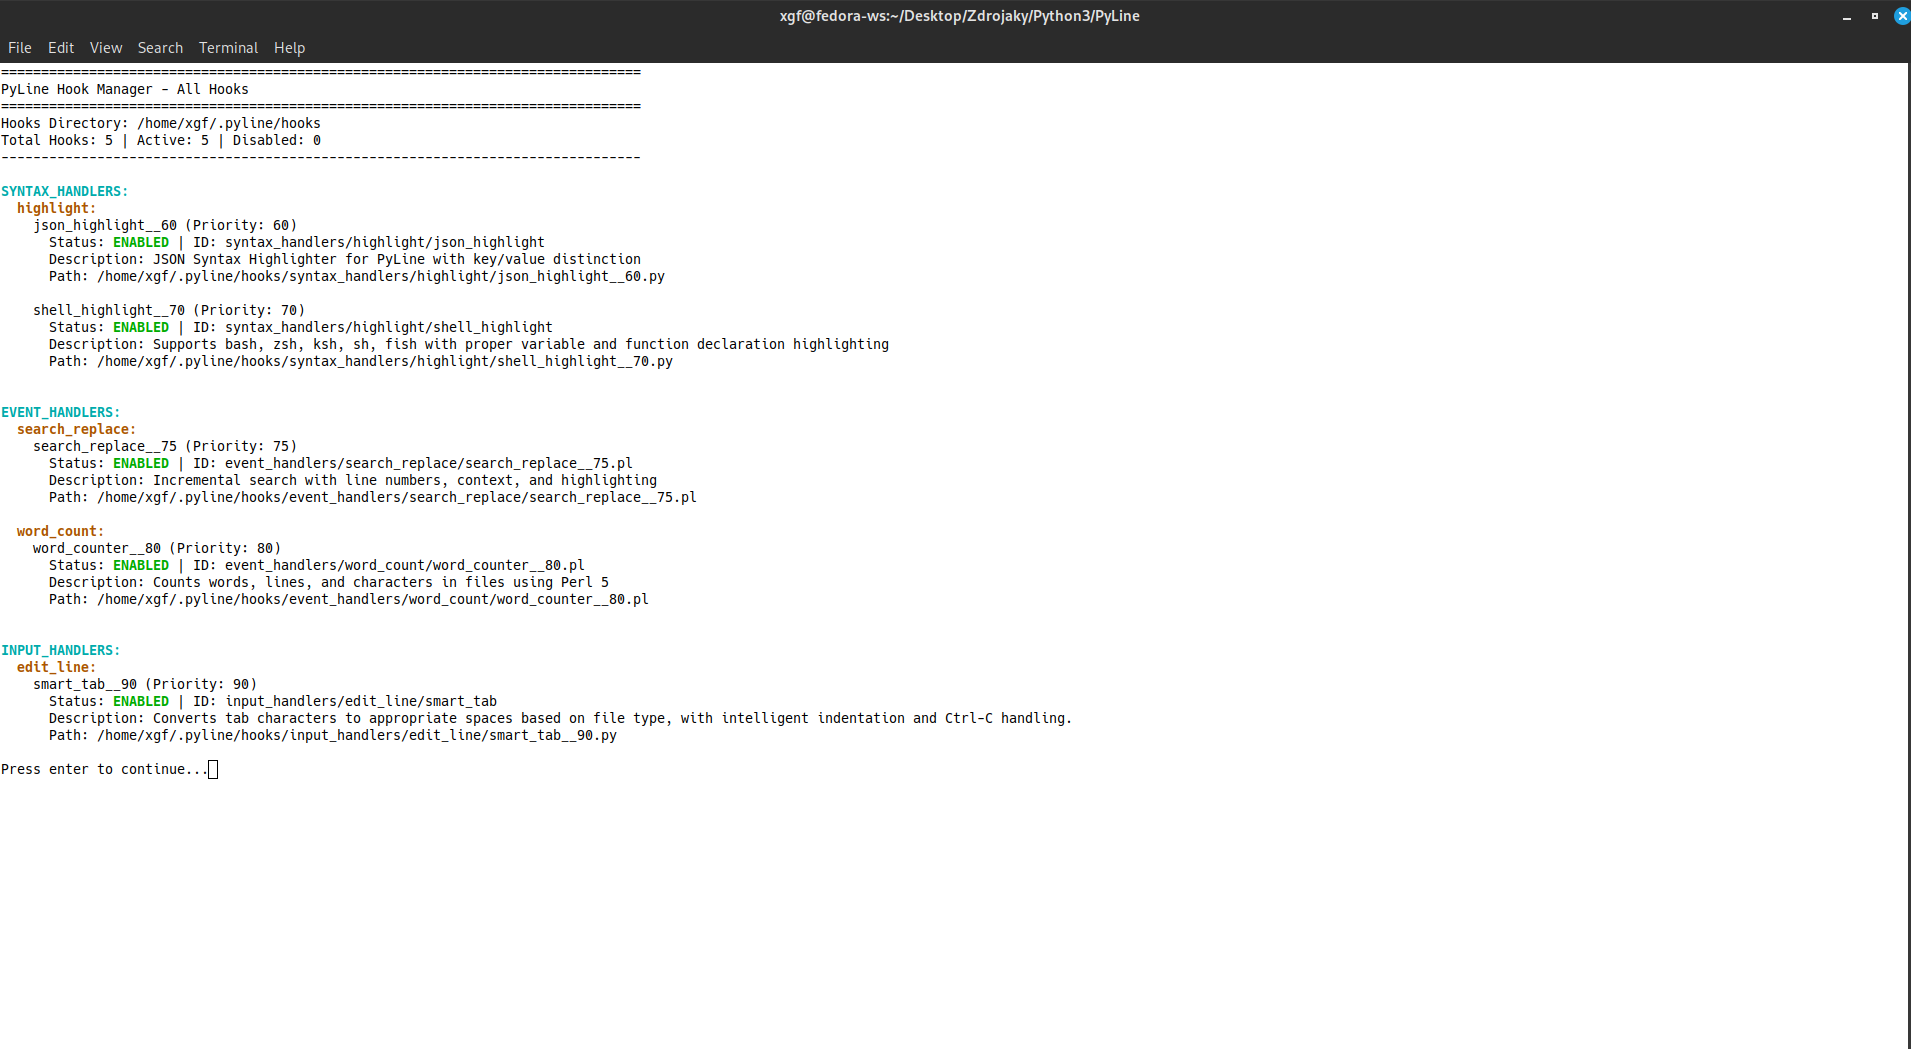 xgf@fedora-ws:~/Desktop/Zdrojaky/Python3/PyLine
File Edit View Search Terminal Help
================================================================================
PyLine Hook Manager - All Hooks
================================================================================
Hooks Directory: /home/xgf/.pyline/hooks
Total Hooks: 5 | Active: 5 | Disabled: 0
--------------------------------------------------------------------------------
SYNTAX_HANDLERS:
  highlight:
    json_highlight__60 (Priority: 60)
      Status: ENABLED | ID: syntax_handlers/highlight/json_highlight
      Description: JSON Syntax Highlighter for PyLine with key/value distinction
      Path: /home/xgf/.pyline/hooks/syntax_handlers/highlight/json_highlight__60.py
    shell_highlight__70 (Priority: 70)
      Status: ENABLED | ID: syntax_handlers/highlight/shell_highlight
      Description: Supports bash, zsh, ksh, sh, fish with proper variable and function declaration highlighting
      Path: /home/xgf/.pyline/hooks/syntax_handlers/highlight/shell_highlight__70.py
EVENT_HANDLERS:
  search_replace:
    search_replace__75 (Priority: 75)
      Status: ENABLED | ID: event_handlers/search_replace/search_replace__75.pl
      Description: Incremental search with line numbers, context, and highlighting
      Path: /home/xgf/.pyline/hooks/event_handlers/search_replace/search_replace__75.pl
  word_count:
    word_counter__80 (Priority: 80)
      Status: ENABLED | ID: event_handlers/word_count/word_counter__80.pl
      Description: Counts words, lines, and characters in files using Perl 5
      Path: /home/xgf/.pyline/hooks/event_handlers/word_count/word_counter__80.pl
INPUT_HANDLERS:
  edit_line:
    smart_tab__90 (Priority: 90)
      Status: ENABLED | ID: input_handlers/edit_line/smart_tab
      Description: Converts tab characters to appropriate spaces based on file type, with intelligent indentation and Ctrl-C handling.
      Path: /home/xgf/.pyline/hooks/input_handlers/edit_line/smart_tab__90.py
Press enter to continue...